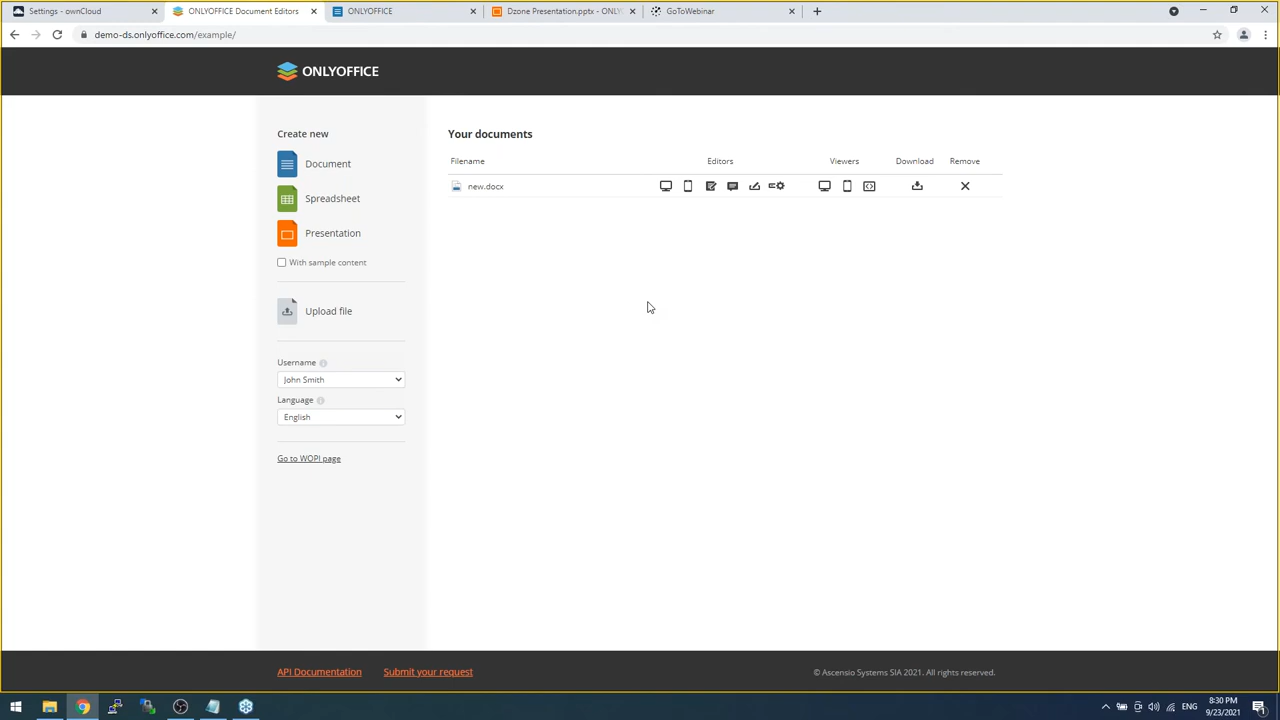 Settings - ownCloud
ONLYOFFICE Document Editors
ONLYOFFICE
Dzone Presentation.pptx - ONLYO
GoToWebinar
demo-ds.onlyoffice.com/example/
ONLYOFFICE
Create new
Document
Spreadsheet
Presentation
With sample content
Upload file
Username
John Smith
Language
English
Go to WOPI page
Your documents
Filename Editors Viewers Download Remove
new.docx
API Documentation Submit your request © Ascensio Systems SIA 2021. All rights reserved.
ENG
8:30 PM
9/23/2021
1